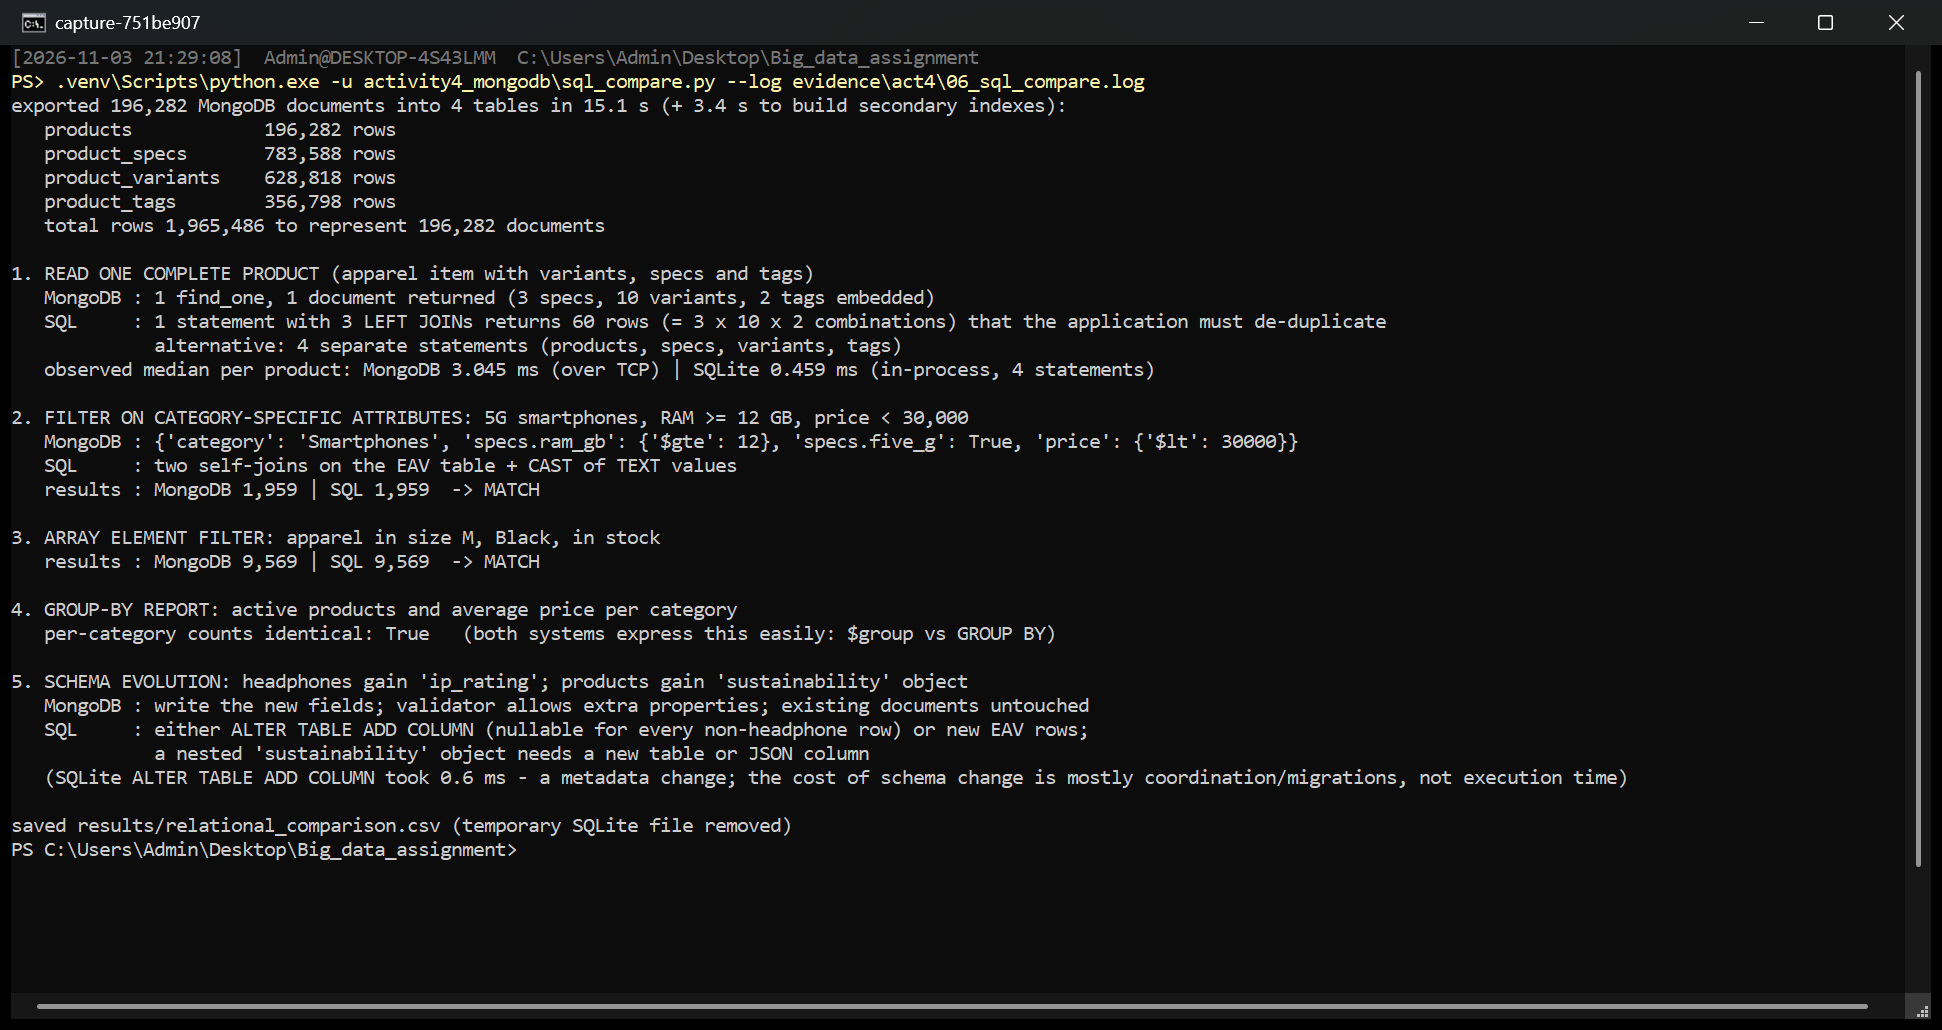 capture-751be907
[2026-11-03 21:29:08]  Admin@DESKTOP-4S43LMM  C:\Users\Admin\Desktop\Big_data_assignment
PS> .venv\Scripts\python.exe -u activity4_mongodb\sql_compare.py --log evidence\act4\06_sql_compare.log
exported 196,282 MongoDB documents into 4 tables in 15.1 s (+ 3.4 s to build secondary indexes):
   products            196,282 rows
   product_specs       783,588 rows
   product_variants    628,818 rows
   product_tags        356,798 rows
   total rows 1,965,486 to represent 196,282 documents
1. READ ONE COMPLETE PRODUCT (apparel item with variants, specs and tags)
   MongoDB : 1 find_one, 1 document returned (3 specs, 10 variants, 2 tags embedded)
   SQL     : 1 statement with 3 LEFT JOINs returns 60 rows (= 3 x 10 x 2 combinations) that the application must de-duplicate
             alternative: 4 separate statements (products, specs, variants, tags)
   observed median per product: MongoDB 3.045 ms (over TCP) | SQLite 0.459 ms (in-process, 4 statements)
2. FILTER ON CATEGORY-SPECIFIC ATTRIBUTES: 5G smartphones, RAM >= 12 GB, price < 30,000
   MongoDB : {'category': 'Smartphones', 'specs.ram_gb': {'$gte': 12}, 'specs.five_g': True, 'price': {'$lt': 30000}}
   SQL     : two self-joins on the EAV table + CAST of TEXT values
   results : MongoDB 1,959 | SQL 1,959  -> MATCH
3. ARRAY ELEMENT FILTER: apparel in size M, Black, in stock
   results : MongoDB 9,569 | SQL 9,569  -> MATCH
4. GROUP-BY REPORT: active products and average price per category
   per-category counts identical: True   (both systems express this easily: $group vs GROUP BY)
5. SCHEMA EVOLUTION: headphones gain 'ip_rating'; products gain 'sustainability' object
   MongoDB : write the new fields; validator allows extra properties; existing documents untouched
   SQL     : either ALTER TABLE ADD COLUMN (nullable for every non-headphone row) or new EAV rows;
             a nested 'sustainability' object needs a new table or JSON column
   (SQLite ALTER TABLE ADD COLUMN took 0.6 ms - a metadata change; the cost of schema change is mostly coordination/migrations, not execution time)
saved results/relational_comparison.csv (temporary SQLite file removed)
PS C:\Users\Admin\Desktop\Big_data_assignment>